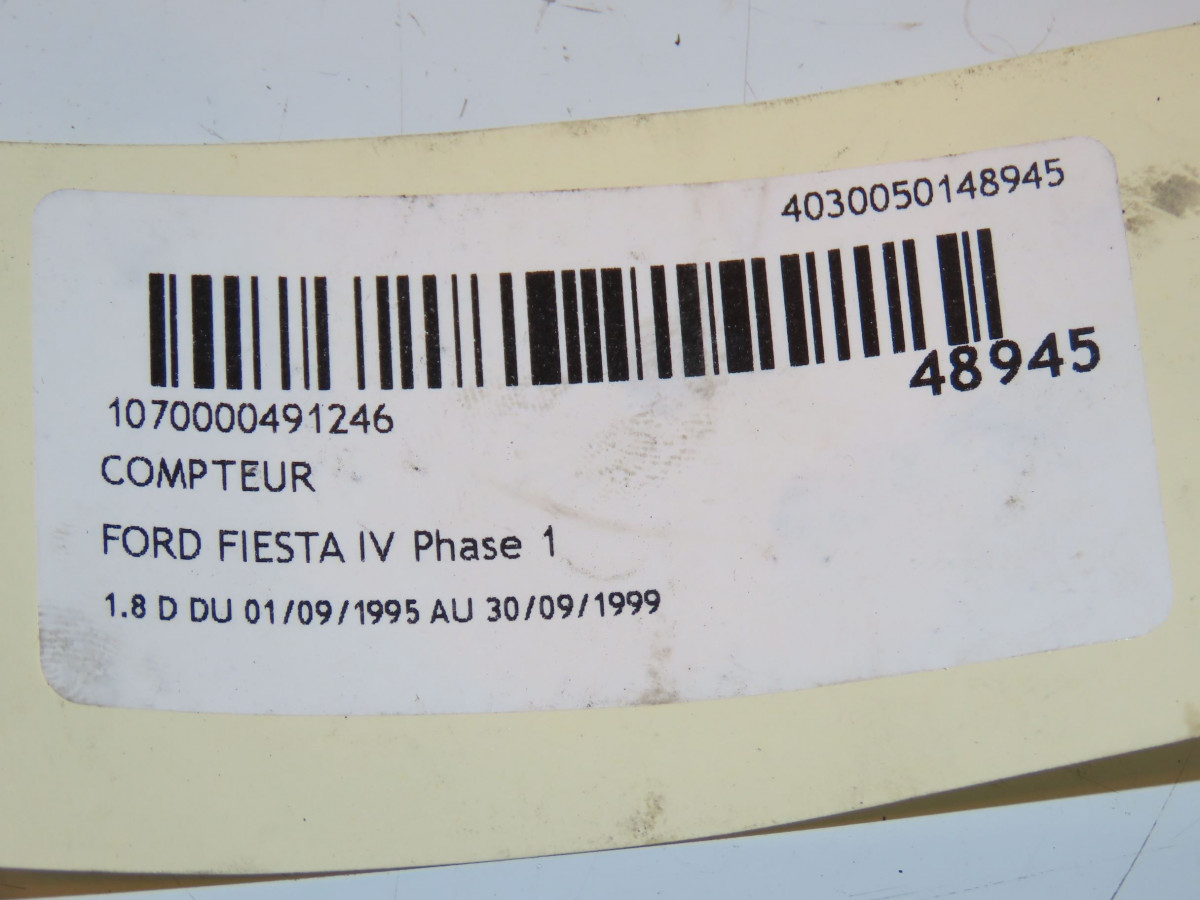 4030050148945
48945
1070000491246
COMPTEUR
FORD FIESTA IV Phase 1
1.8 D DU 01/09/1995 AU 30/09/1999